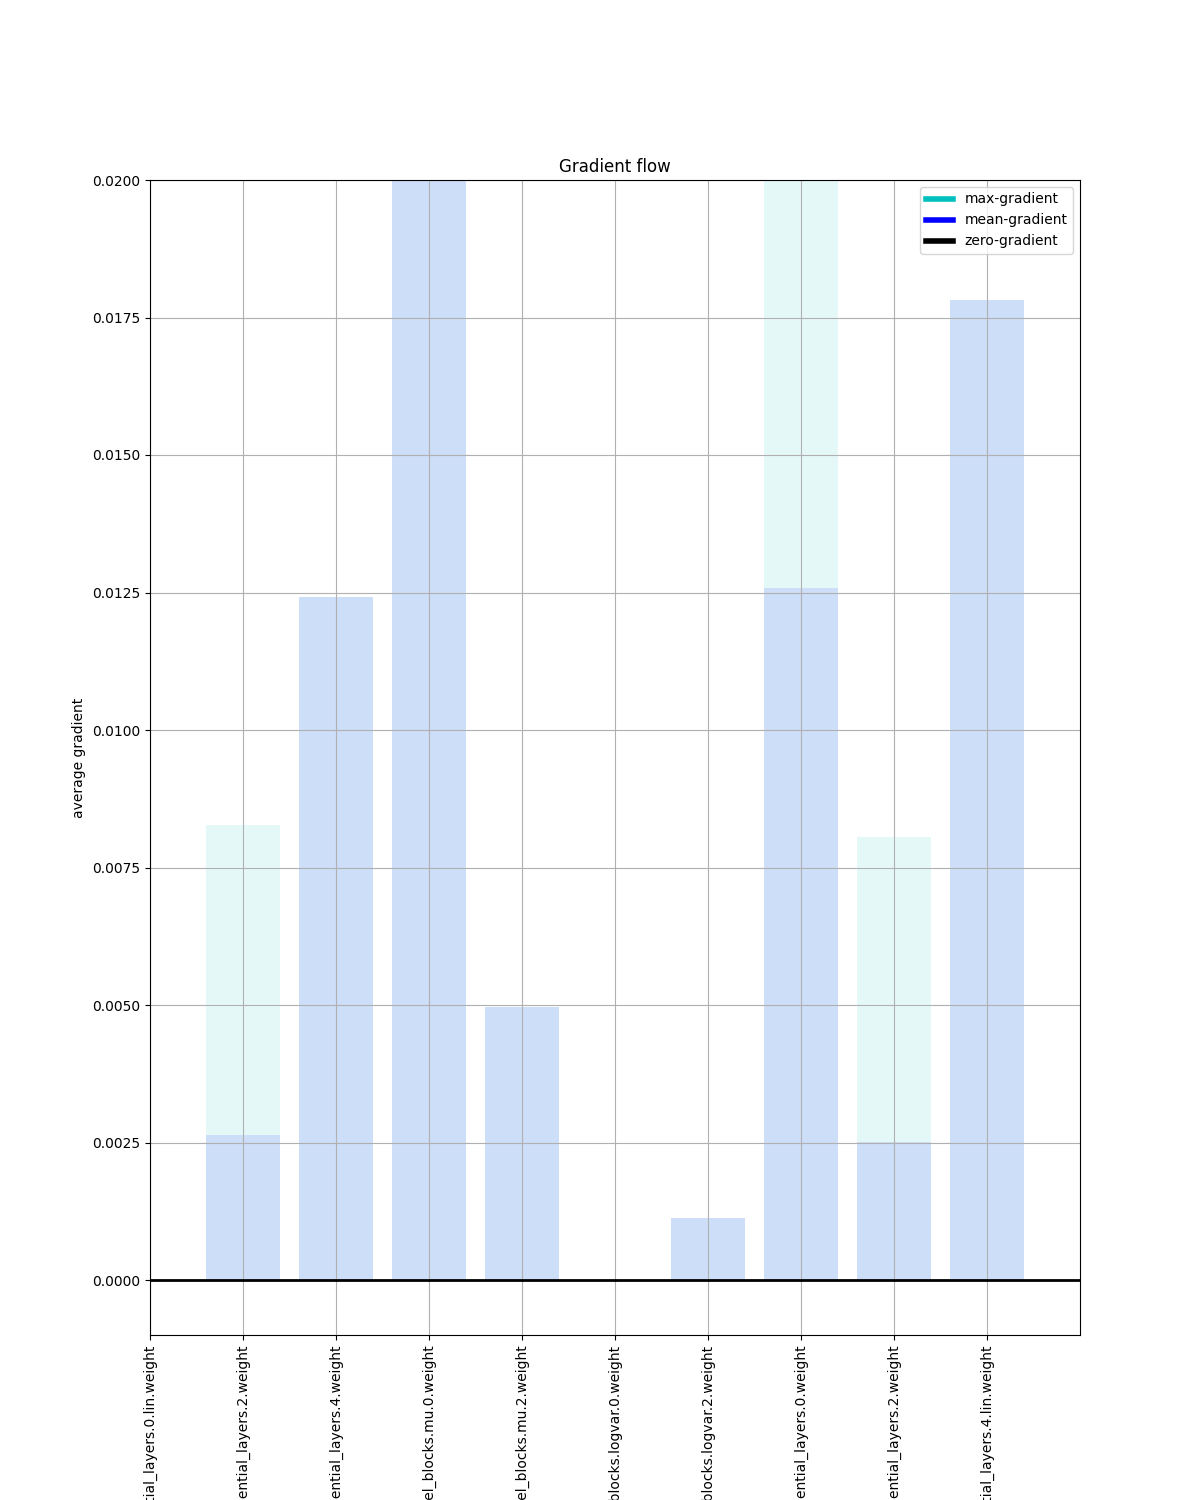 Gradient flow
max-gradient
mean-gradient
zero-gradient
0.0200
0.0175
0.0150
0.0125
0.0100
0.0075
0.0050
0.0025
0.0000
average gradient
tial_layers.0.lin.weight
ential_layers.2.weight
ential_layers.4.weight
el_blocks.mu.0.weight
el_blocks.mu.2.weight
blocks.logvar.0.weight
blocks.logvar.2.weight
ential_layers.0.weight
ential_layers.2.weight
tial_layers.4.lin.weight